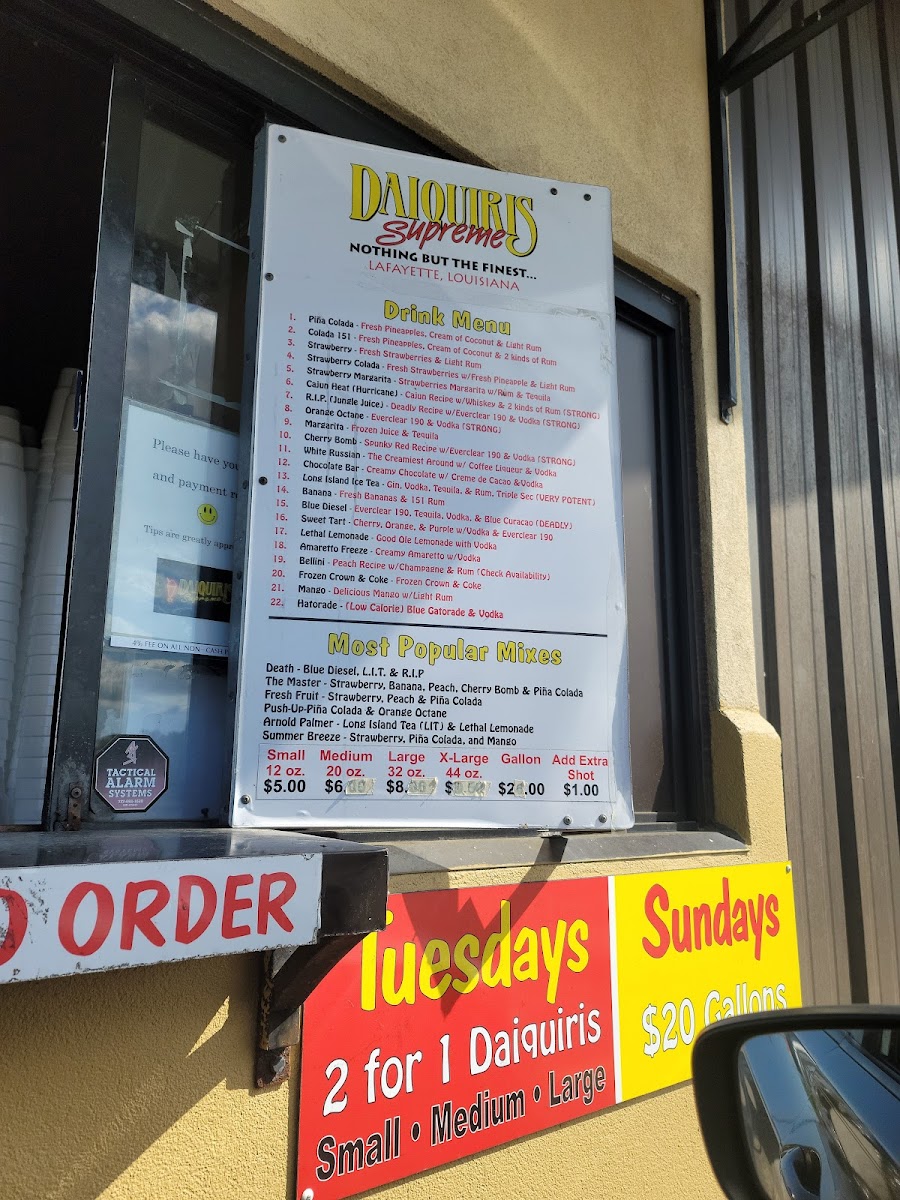 DAIQUIRIS
Supreme
NOTHING BUT THE FINEST...
LAFAYETTE, LOUISIANA
Drink Menu
1. Piña Colada - Fresh Pineapples, Cream of Coconut & Light Rum
2. Colada 151 - Fresh Pineapples, Cream of Coconut & 2 kinds of Rum
3. Strawberry - Fresh Strawberries & Light Rum
4. Strawberry Colada - Fresh Strawberries w/Fresh Pineapple & Light Rum
5. Strawberry Margarita - Strawberries Margarita w/Rum & Tequila
6. Cajun Heat (Hurricane) - Cajun Recipe w/Whiskey & 2 kinds of Rum (STRONG)
7. R.I.P. (Jungle Juice) - Deadly Recipe w/Everclear 190 & Vodka (STRONG)
8. Orange Octane - Everclear 190 & Vodka (STRONG)
9. Margarita - Frozen Juice & Tequila
10. Cherry Bomb - Spunky Red Recipe w/Everclear 190 & Vodka (STRONG)
11. White Russian - The Creamiest Around w/ Coffee Liqueur & Vodka
12. Chocolate Bar - Creamy Chocolate w/ Creme de Cacao &Vodka
13. Long Island Ice Tea - Gin, Vodka, Tequila, & Rum, Triple Sec (VERY POTENT)
14. Banana - Fresh Bananas & 151 Rum
15. Blue Diesel - Everclear 190, Tequila, Vodka, & Blue Curacao (DEADLY)
16. Sweet Tart - Cherry, Orange, & Purple w/Vodka & Everclear 190
17. Lethal Lemonade - Good Ole Lemonade with Vodka
18. Amaretto Freeze - Creamy Amaretto w/Vodka
19. Bellini - Peach Recipe w/Champagne & Rum (Check Availability)
20. Frozen Crown & Coke - Frozen Crown & Coke
21. Mango - Delicious Mango w/Light Rum
22. Hatorade - (Low Calorie) Blue Gatorade & Vodka
Most Popular Mixes
Death - Blue Diesel, L.I.T. & R.I.P
The Master - Strawberry, Banana, Peach, Cherry Bomb & Piña Colada
Fresh Fruit - Strawberry, Peach & Piña Colada
Push-Up-Piña Colada & Orange Octane
Arnold Palmer - Long Island Tea (LIT) & Lethal Lemonade
Summer Breeze - Strawberry, Piña Colada, and Mango
Small Medium Large X-Large Gallon Add Extra
12 oz. 20 oz. 32 oz. 44 oz. Shot
$5.00 $6. $8. $ .00 $1.00
Please have you
and payment
Tips are greatly
DAIQUIRIS
4% FEE ON ALL NON - CASH
TACTICAL
ALARM
SYSTEMS
ORDER
Tuesdays
2 for 1 Daiquiris
Small • Medium • Large
Sundays
$20 Gallons